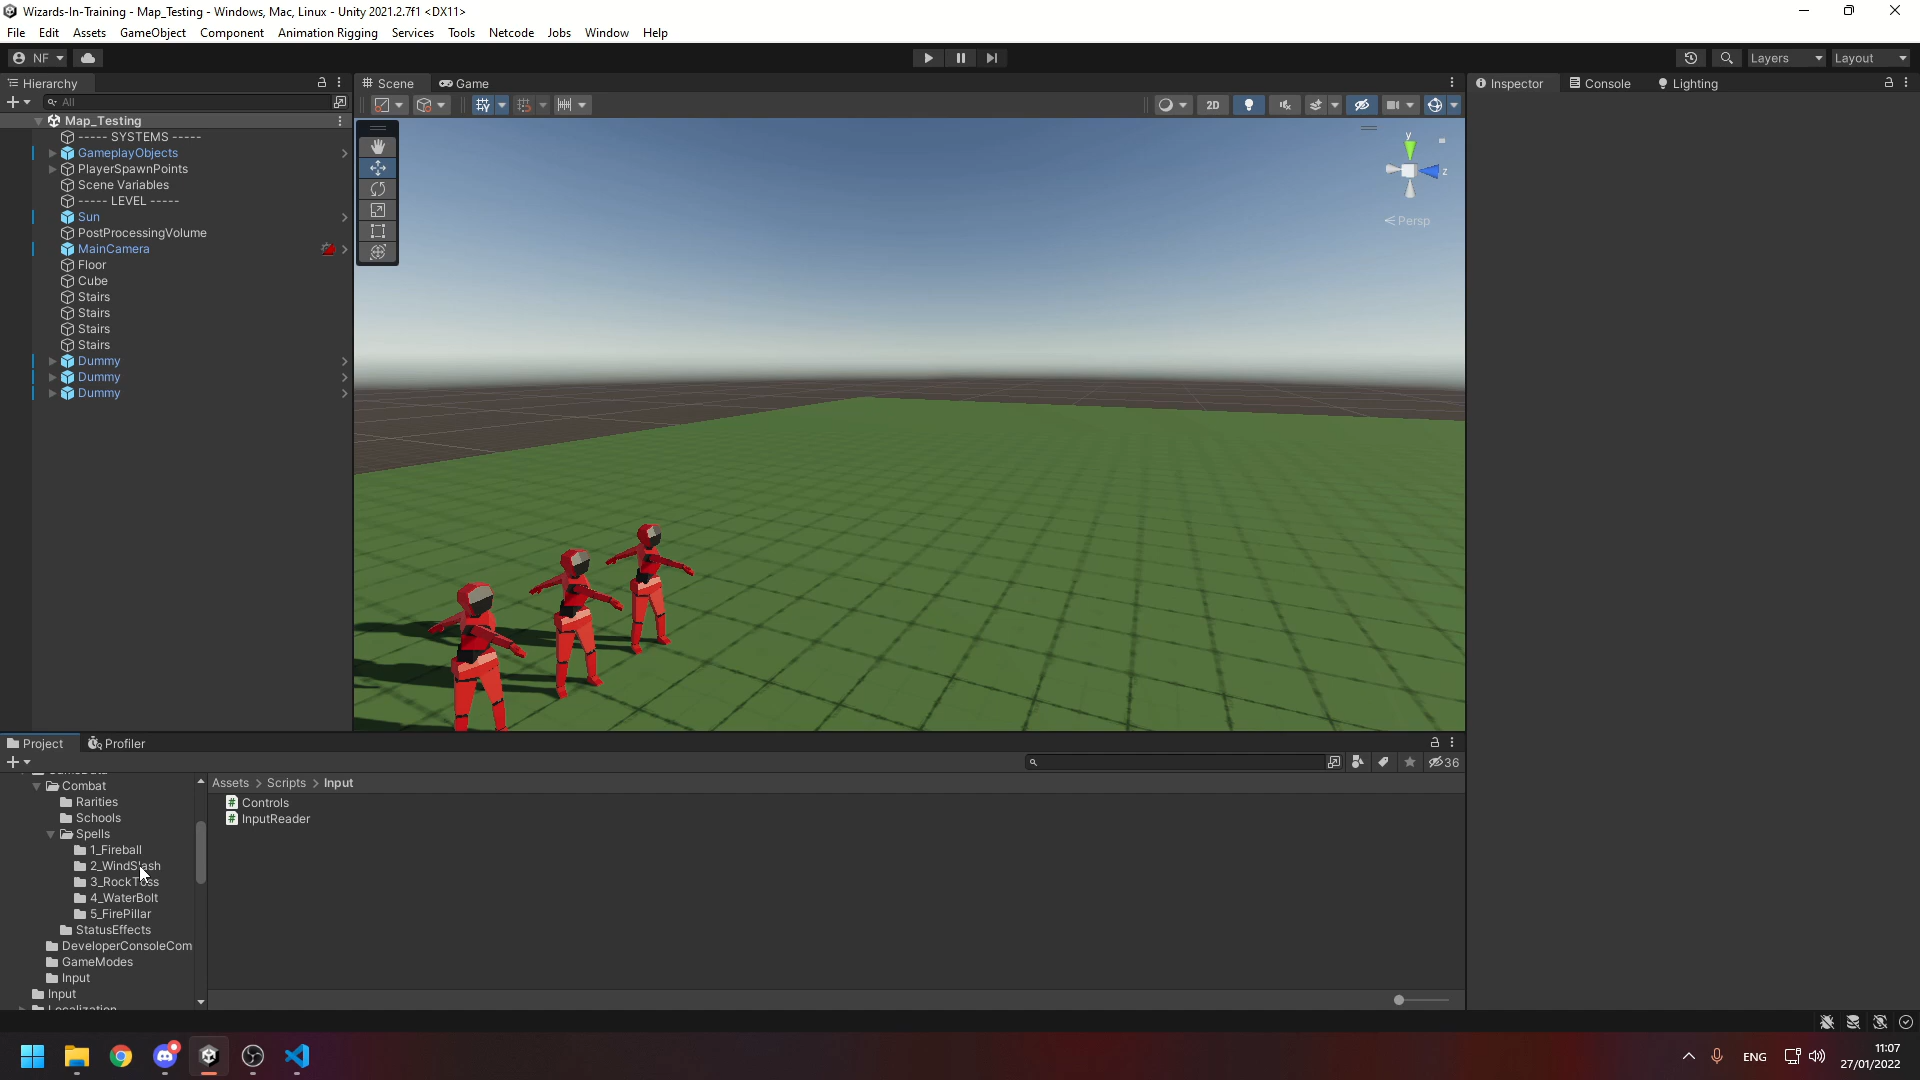 Wizards-In-Training - Map_Testing - Windows, Mac, Linux - Unity 2021.2.7f1 <DX11>
File Edit Assets GameObject Component Animation Rigging Services Tools Netcode Jobs Window Help
NF Layers Layout
Hierarchy
Scene Game
Inspector Console Lighting
All
2D
Map_Testing
----- SYSTEMS -----
GameplayObjects
PlayerSpawnPoints
Scene Variables
----- LEVEL -----
Sun
PostProcessingVolume
MainCamera
Floor
Cube
Stairs
Stairs
Stairs
Stairs
Dummy
Dummy
Dummy
y
z
Persp
Project Profiler
36
Combat
Rarities
Schools
Spells
1_Fireball
2_WindSlash
3_RockToss
4_WaterBolt
5_FirePillar
StatusEffects
DeveloperConsoleCom
GameModes
Input
Input
Localization
Assets > Scripts > Input
# Controls
# InputReader
ENG
11:07
27/01/2022